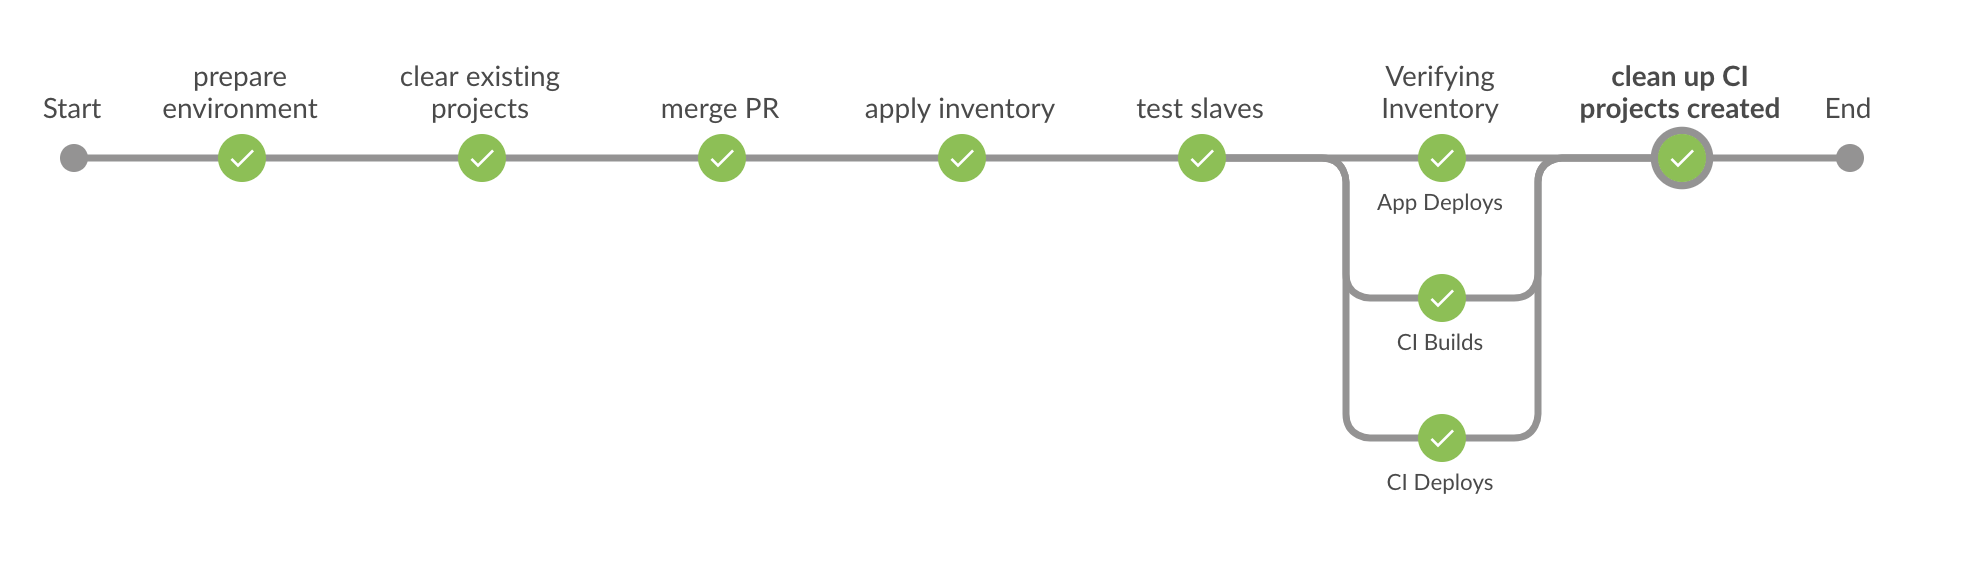 Start
prepare
environment
clear existing
projects
merge PR
apply inventory
test slaves
Verifying
Inventory
App Deploys
CI Builds
CI Deploys
clean up CI
projects created
End